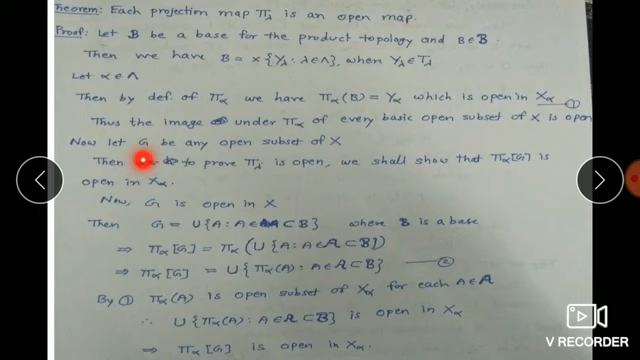 Theorem: Each projection map πλ is an open map.
Proof: Let B be a base for the product topology and B∈B
Then we have B = x {Yλ : λ∈Λ}, when Yλ∈Tλ
Let α∈Λ
Then by def. of πα we have πα(B) = Yα which is open in Xα —①
Thus the image under πα of every basic open subset of X is open
Now let G be any open subset of X
Then to prove πλ is open, we shall show that πα[G] is
open in Xα.
Now, G is open in X
Then G = U{A : A∈A⊂B} where B is a base
⇒ πα[G] = πα(U{A : A∈A⊂B})
⇒ πα[G] = U{πα(A) : A∈A⊂B} —②
By ① πα(A) is open subset of Xα for each A∈A
∴ U{πα(A) : A∈A⊂B} is open in Xα
⇒ πα[G] is open in Xα.
V RECORDER